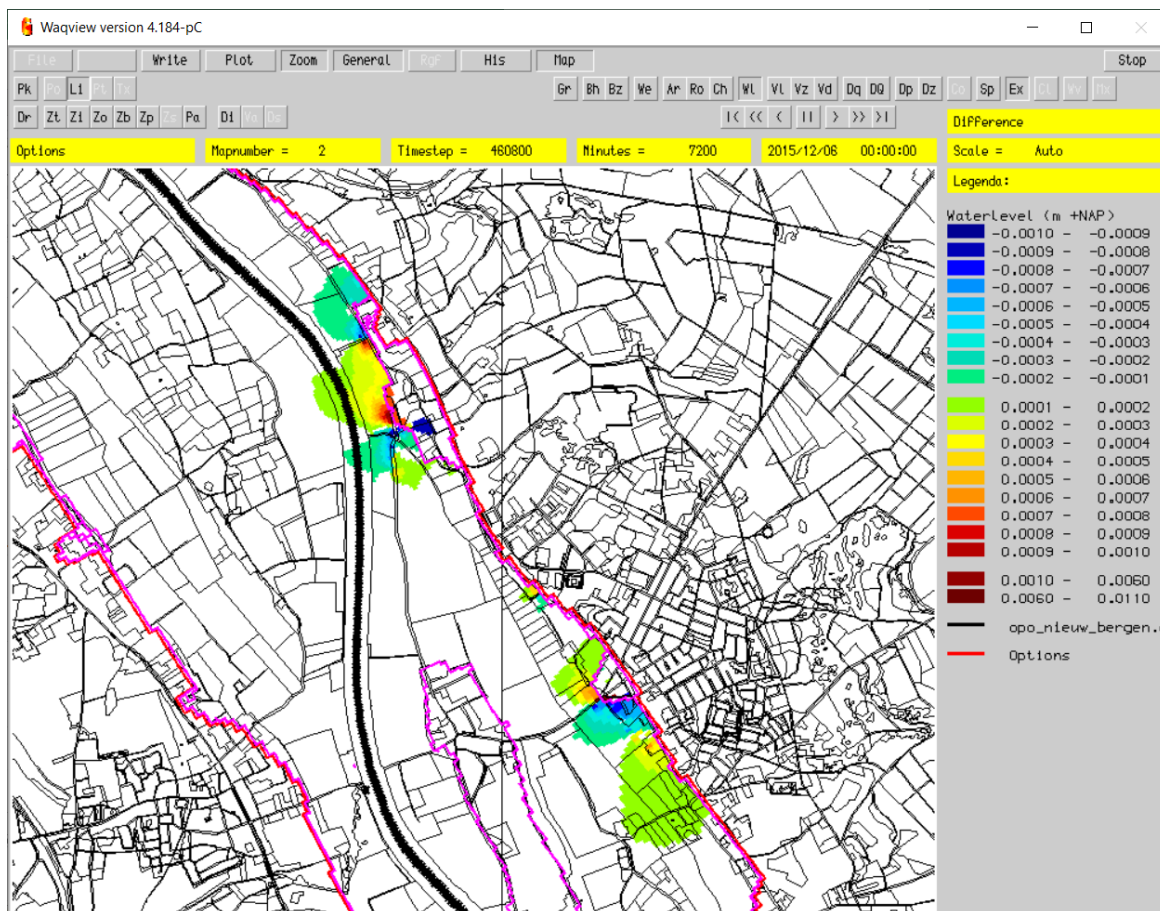 Waqview version 4.184-pC
File Write Plot Zoom General RgF His Map Stop
Pk Po Li Pt Tx Gr Bh Bz We Ar Ro Ch Wl Vl Vz Vd Dq DQ Dp Dz Co Sp Ex Cl Wv Mx
Dr Zt Zi Zo Zb Zp Zs Pa Di Va Ds |< << < || > >> >|
Difference
Options Mapnumber = 2 Timestep = 460800 Minutes = 7200 2015/12/06 00:00:00 Scale = Auto
Legenda:
WaterLevel (m +NAP)
-0.0010 - -0.0009
-0.0009 - -0.0008
-0.0008 - -0.0007
-0.0007 - -0.0006
-0.0006 - -0.0005
-0.0005 - -0.0004
-0.0004 - -0.0003
-0.0003 - -0.0002
-0.0002 - -0.0001
0.0001 - 0.0002
0.0002 - 0.0003
0.0003 - 0.0004
0.0004 - 0.0005
0.0005 - 0.0006
0.0006 - 0.0007
0.0007 - 0.0008
0.0008 - 0.0009
0.0009 - 0.0010
0.0010 - 0.0060
0.0060 - 0.0110
opo_nieuw_bergen.
Options